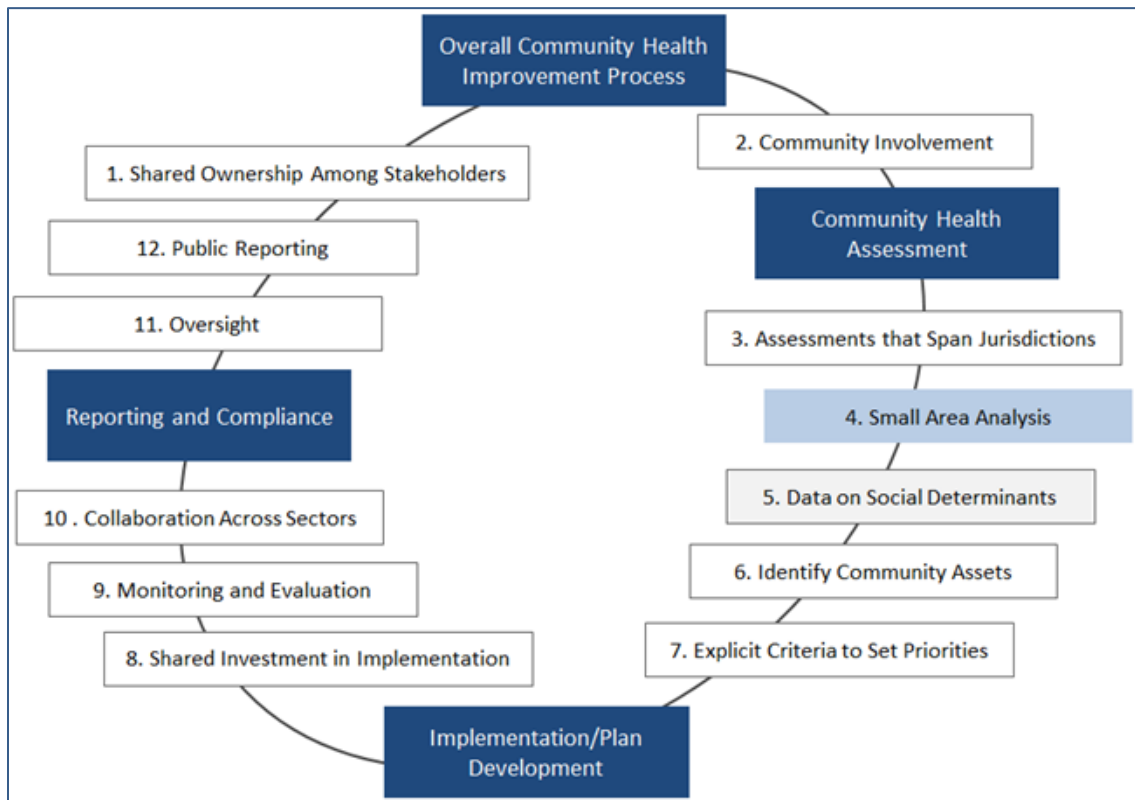 Overall Community Health
Improvement Process
2. Community Involvement
1. Shared Ownership Among Stakeholders
Community Health
Assessment
12. Public Reporting
11. Oversight
3. Assessments that Span Jurisdictions
Reporting and Compliance
4. Small Area Analysis
5. Data on Social Determinants
10 . Collaboration Across Sectors
6. Identify Community Assets
9. Monitoring and Evaluation
7. Explicit Criteria to Set Priorities
8. Shared Investment in Implementation
Implementation/Plan
Development